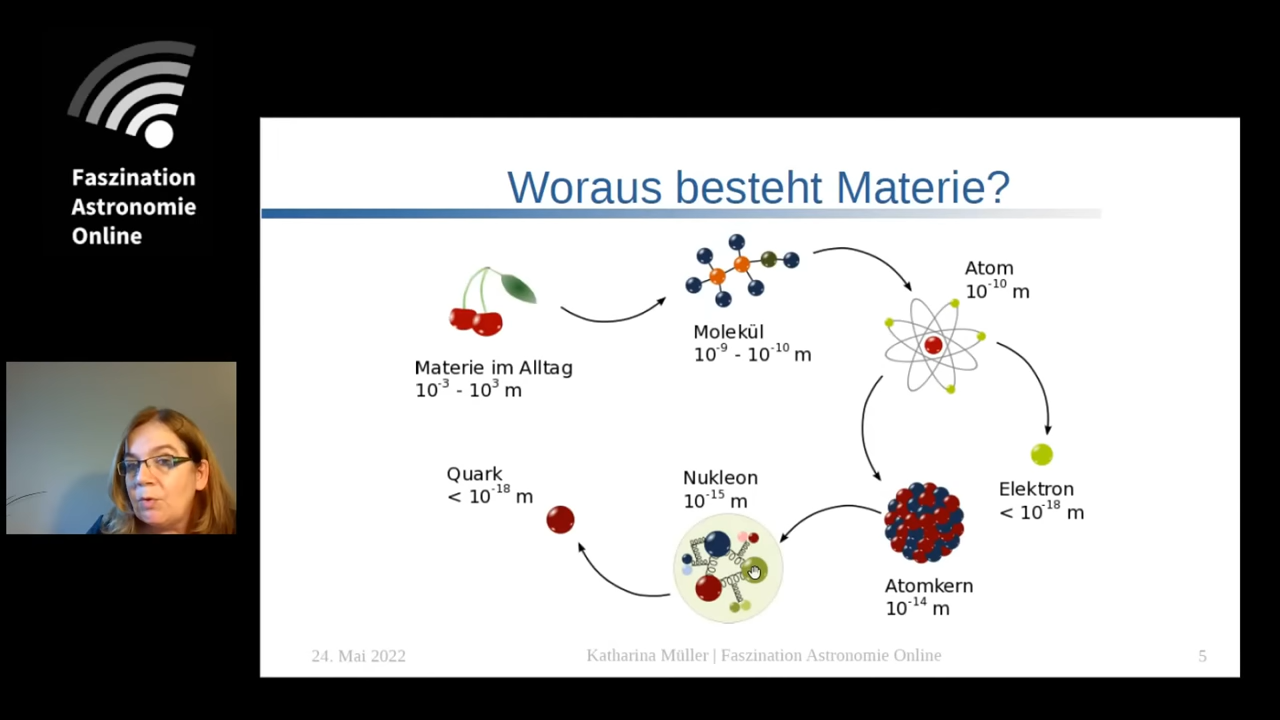 Faszination
Astronomie
Online
Woraus besteht Materie?
Materie im Alltag
10⁻³ - 10³ m
Molekül
10⁻⁹ - 10⁻¹⁰ m
Atom
10⁻¹⁰ m
Elektron
< 10⁻¹⁸ m
Atomkern
10⁻¹⁴ m
Nukleon
10⁻¹⁵ m
Quark
< 10⁻¹⁸ m
24. Mai 2022
Katharina Müller | Faszination Astronomie Online
5